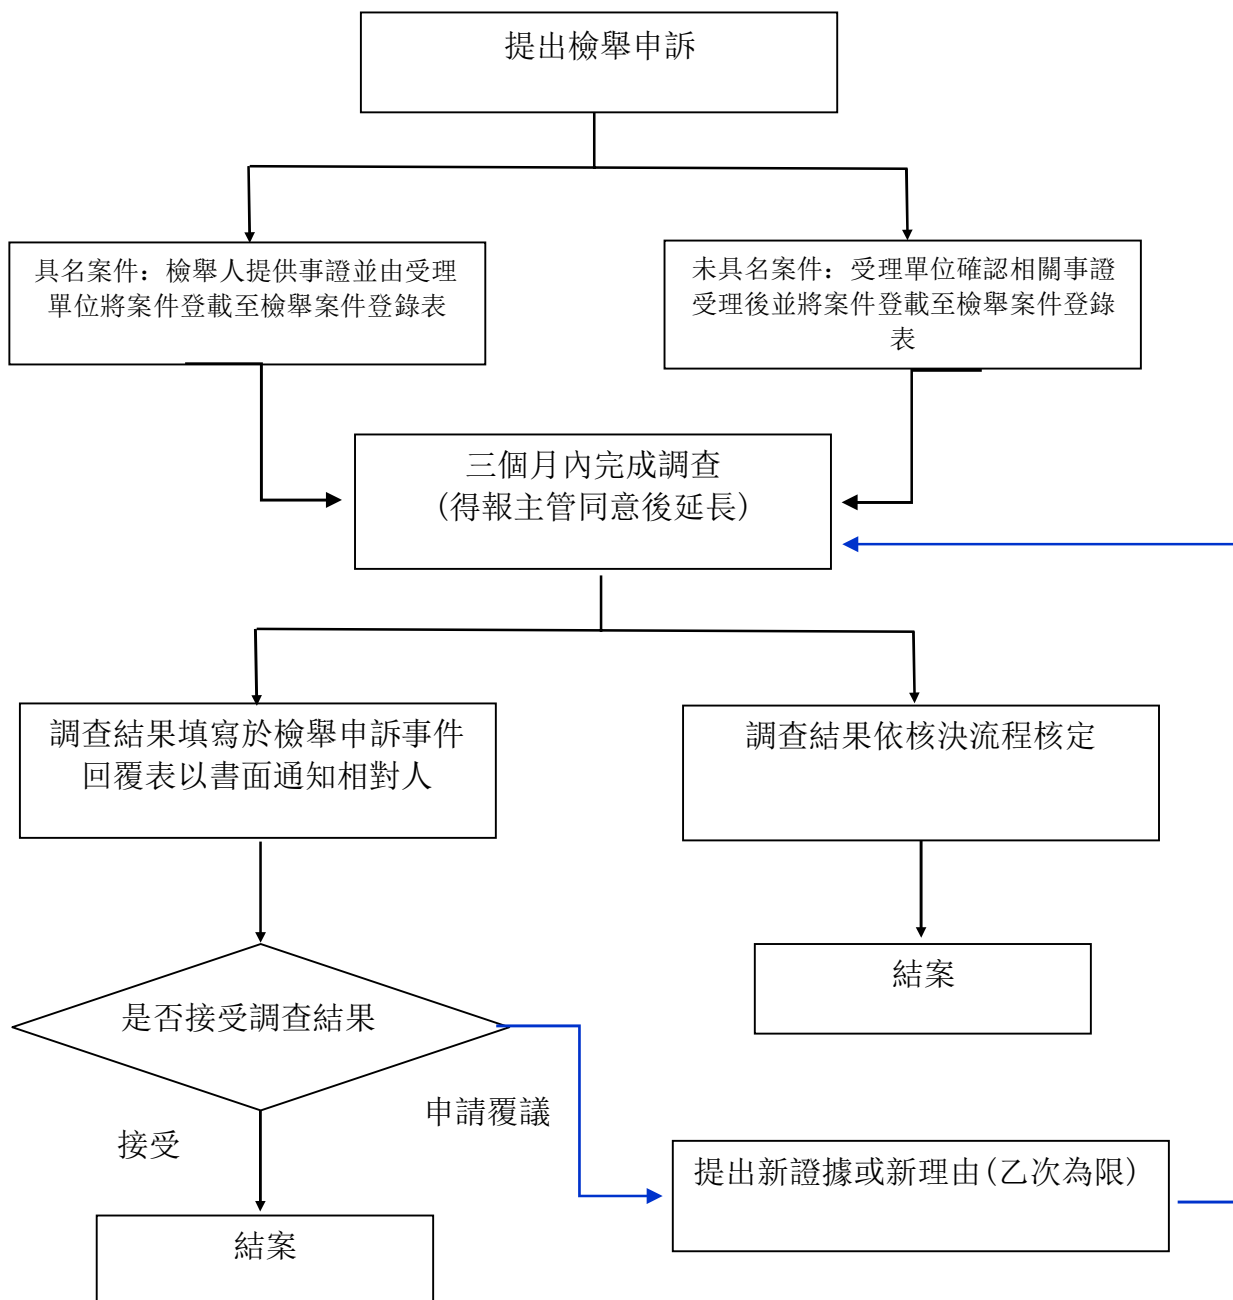 提出檢舉申訴
具名案件：檢舉人提供事證並由受理
單位將案件登載至檢舉案件登錄表
未具名案件：受理單位確認相關事證
受理後並將案件登載至檢舉案件登錄
表
三個月內完成調查
(得報主管同意後延長)
調查結果填寫於檢舉申訴事件
回覆表以書面通知相對人
調查結果依核決流程核定
是否接受調查結果
結案
申請覆議
接受
提出新證據或新理由(乙次為限)
結案